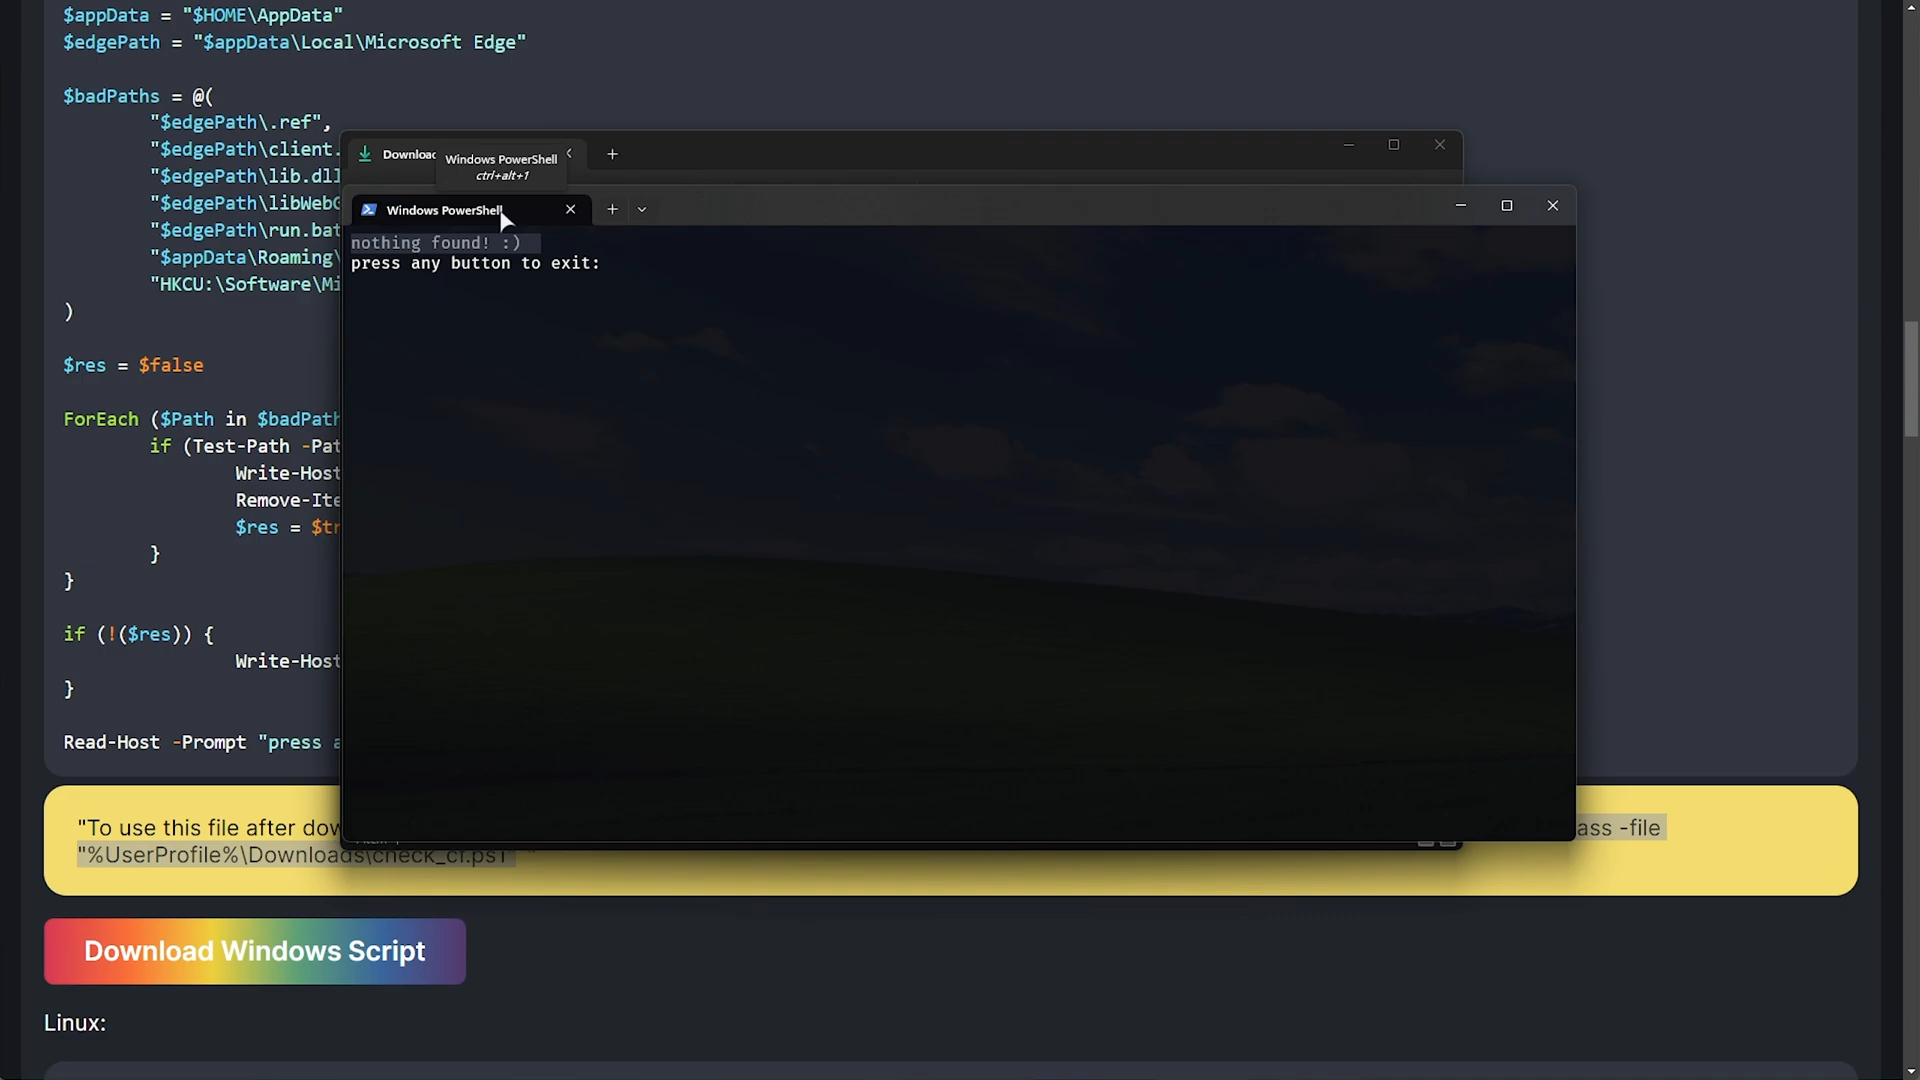 $appData = "$HOME\AppData"
$edgePath = "$appData\Local\Microsoft Edge"
$badPaths = @(
"$edgePath\.ref",
"$edgePath\client.
"$edgePath\lib.dll
"$edgePath\libWebG
"$edgePath\run.bat
"$appData\Roaming\
"HKCU:\Software\Mi
)
$res = $false
ForEach ($Path in $badPath
if (Test-Path -Pat
Write-Host
Remove-Ite
$res = $tr
}
}
if (!($res)) {
Write-Host
}
Read-Host -Prompt "press a
Download
Windows PowerShell
ctrl+alt+1
Windows PowerShell
nothing found! :)
press any button to exit:
"To use this file after dow
ass -file
"%UserProfile%\Downloads\check_cf.ps1"
Download Windows Script
Linux: